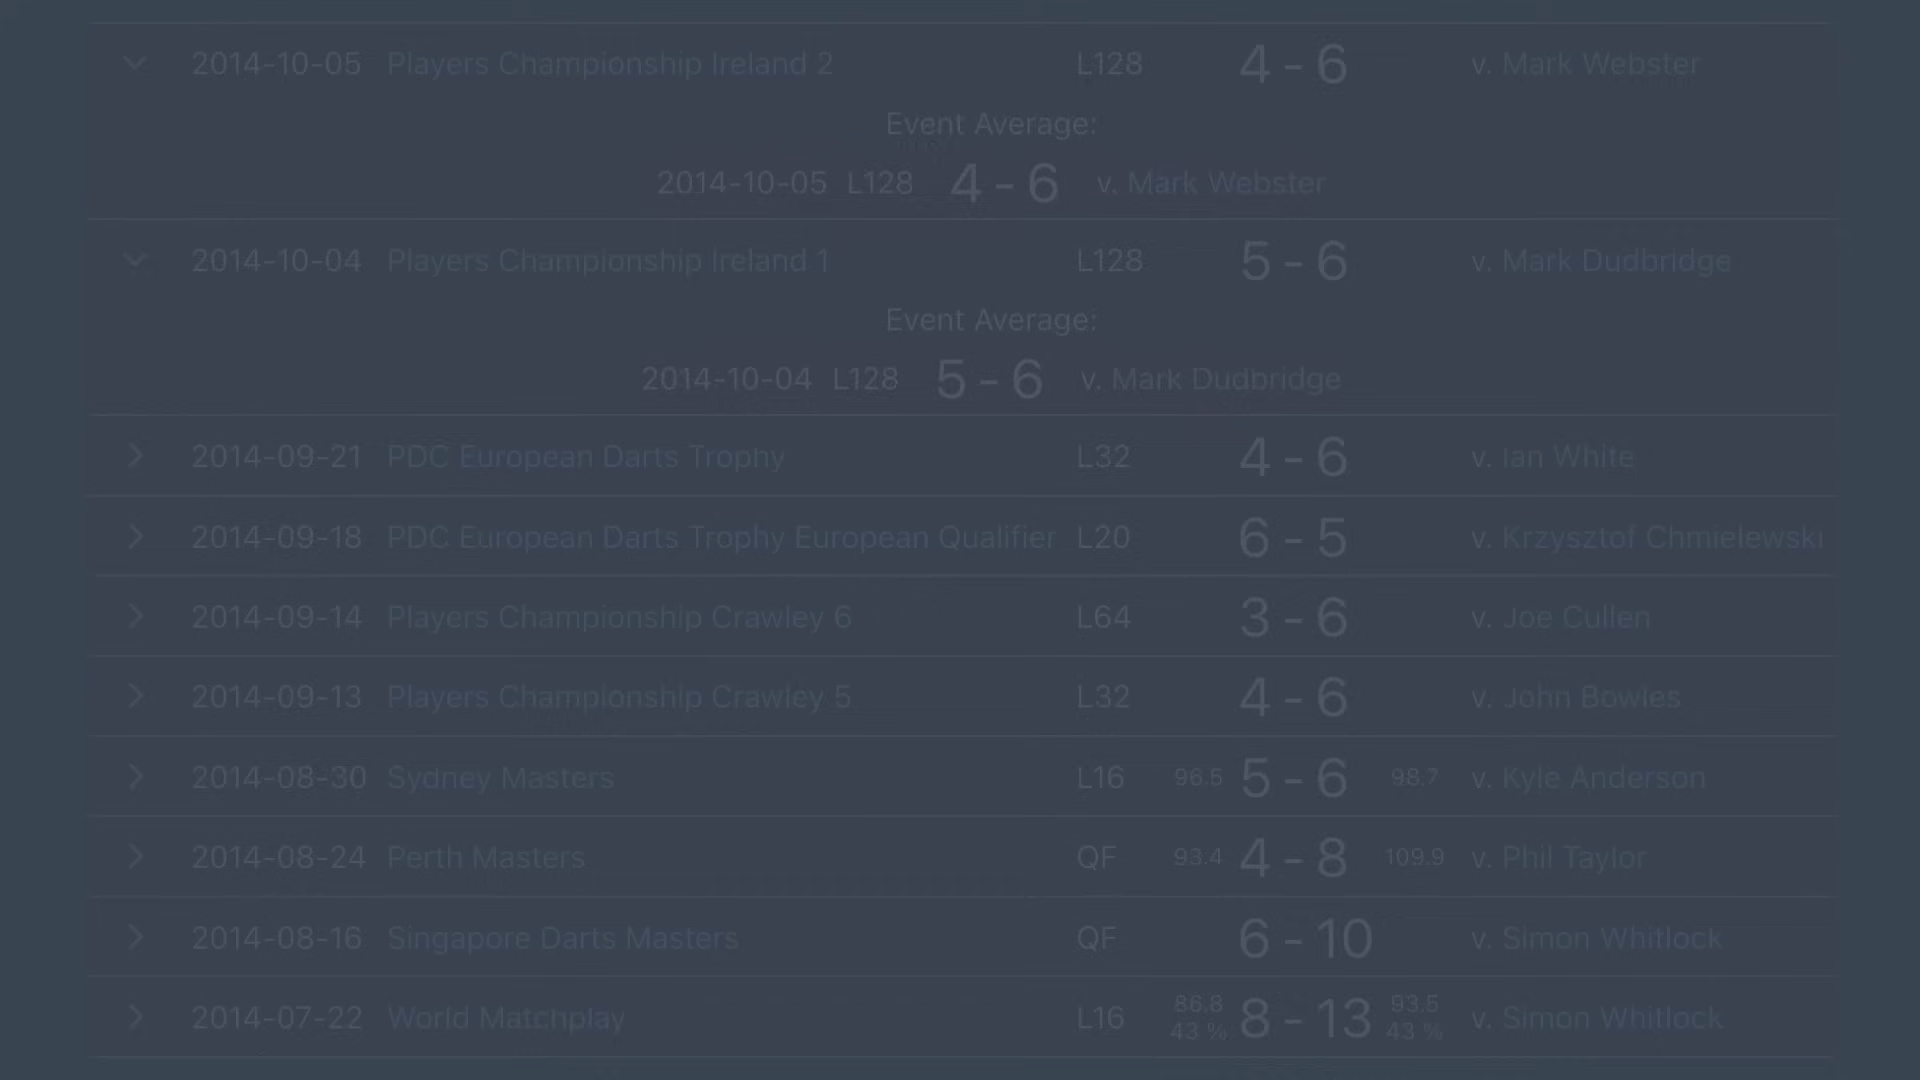 2014-10-05 Players Championship Ireland 2 L128 4 - 6 v. Mark Webster
Event Average:
2014-10-05 L128 4 - 6 v. Mark Webster
2014-10-04 Players Championship Ireland 1 L128 5 - 6 v. Mark Dudbridge
Event Average:
2014-10-04 L128 5 - 6 v. Mark Dudbridge
2014-09-21 PDC European Darts Trophy L32 4 - 6 v. Ian White
2014-09-18 PDC European Darts Trophy European Qualifier L20 6 - 5 v. Krzysztof Chmielewski
2014-09-14 Players Championship Crawley 6 L64 3 - 6 v. Joe Cullen
2014-09-13 Players Championship Crawley 5 L32 4 - 6 v. John Bowles
2014-08-30 Sydney Masters L16 96.5 5 - 6 98.7 v. Kyle Anderson
2014-08-24 Perth Masters QF 93.4 4 - 8 109.9 v. Phil Taylor
2014-08-16 Singapore Darts Masters QF 6 - 10 v. Simon Whitlock
2014-07-22 World Matchplay L16 86.8 43 % 8 - 13 93.5 43 % v. Simon Whitlock